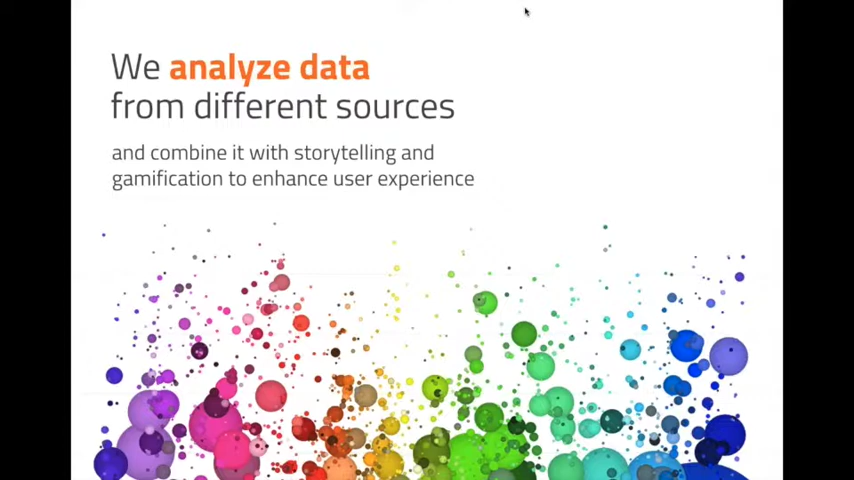 We analyze data
from different sources
and combine it with storytelling and
gamification to enhance user experience